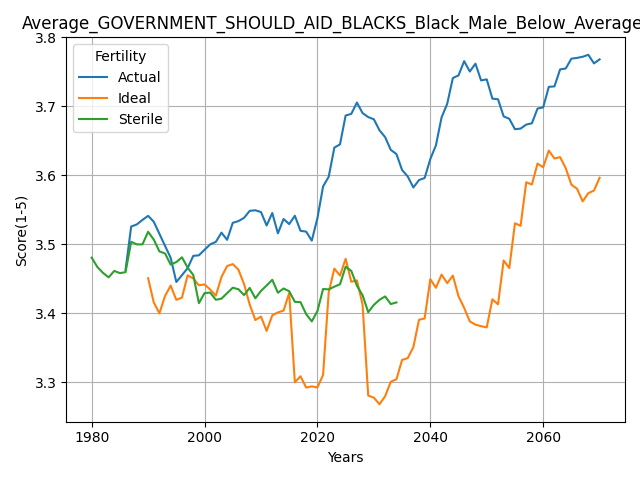 Average_GOVERNMENT_SHOULD_AID_BLACKS_Black_Male_Below_Average
Fertility
Actual
Ideal
Sterile
Score(1-5)
3.8
3.7
3.6
3.5
3.4
3.3
1980 2000 2020 2040 2060
Years